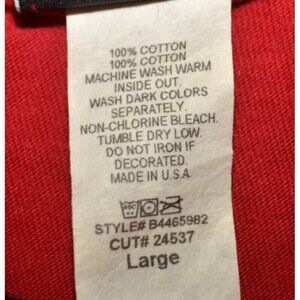 100% COTTON
100% COTTON
MACHINE WASH WARM
INSIDE OUT.
WASH DARK COLORS
SEPARATELY.
NON-CHLORINE BLEACH.
TUMBLE DRY LOW.
DO NOT IRON IF
DECORATED.
MADE IN U.S.A.
STYLE# B4465982
CUT# 24537
Large